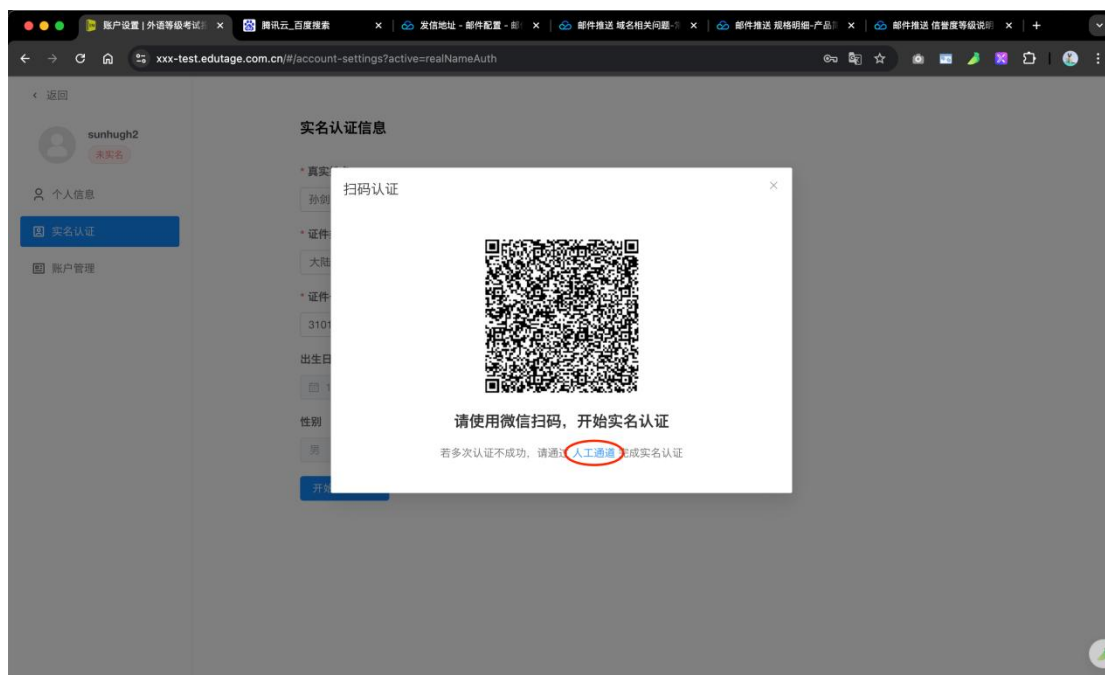 账户设置 | 外语等级考试
腾讯云_百度搜索
发信地址 - 邮件配置 - 邮
邮件推送 域名相关问题-
邮件推送 规格明细-产品
邮件推送 信誉度等级说明
xxx-test.edutage.com.cn/#/account-settings?active=realNameAuth
返回
sunhugh2
未实名
个人信息
实名认证
账户管理
实名认证信息
* 真实
孙剑
* 证件
大陆
* 证件
3101
出生日
1
性别
男
开始
扫码认证
请使用微信扫码，开始实名认证
若多次认证不成功，请通过 人工通道 完成实名认证